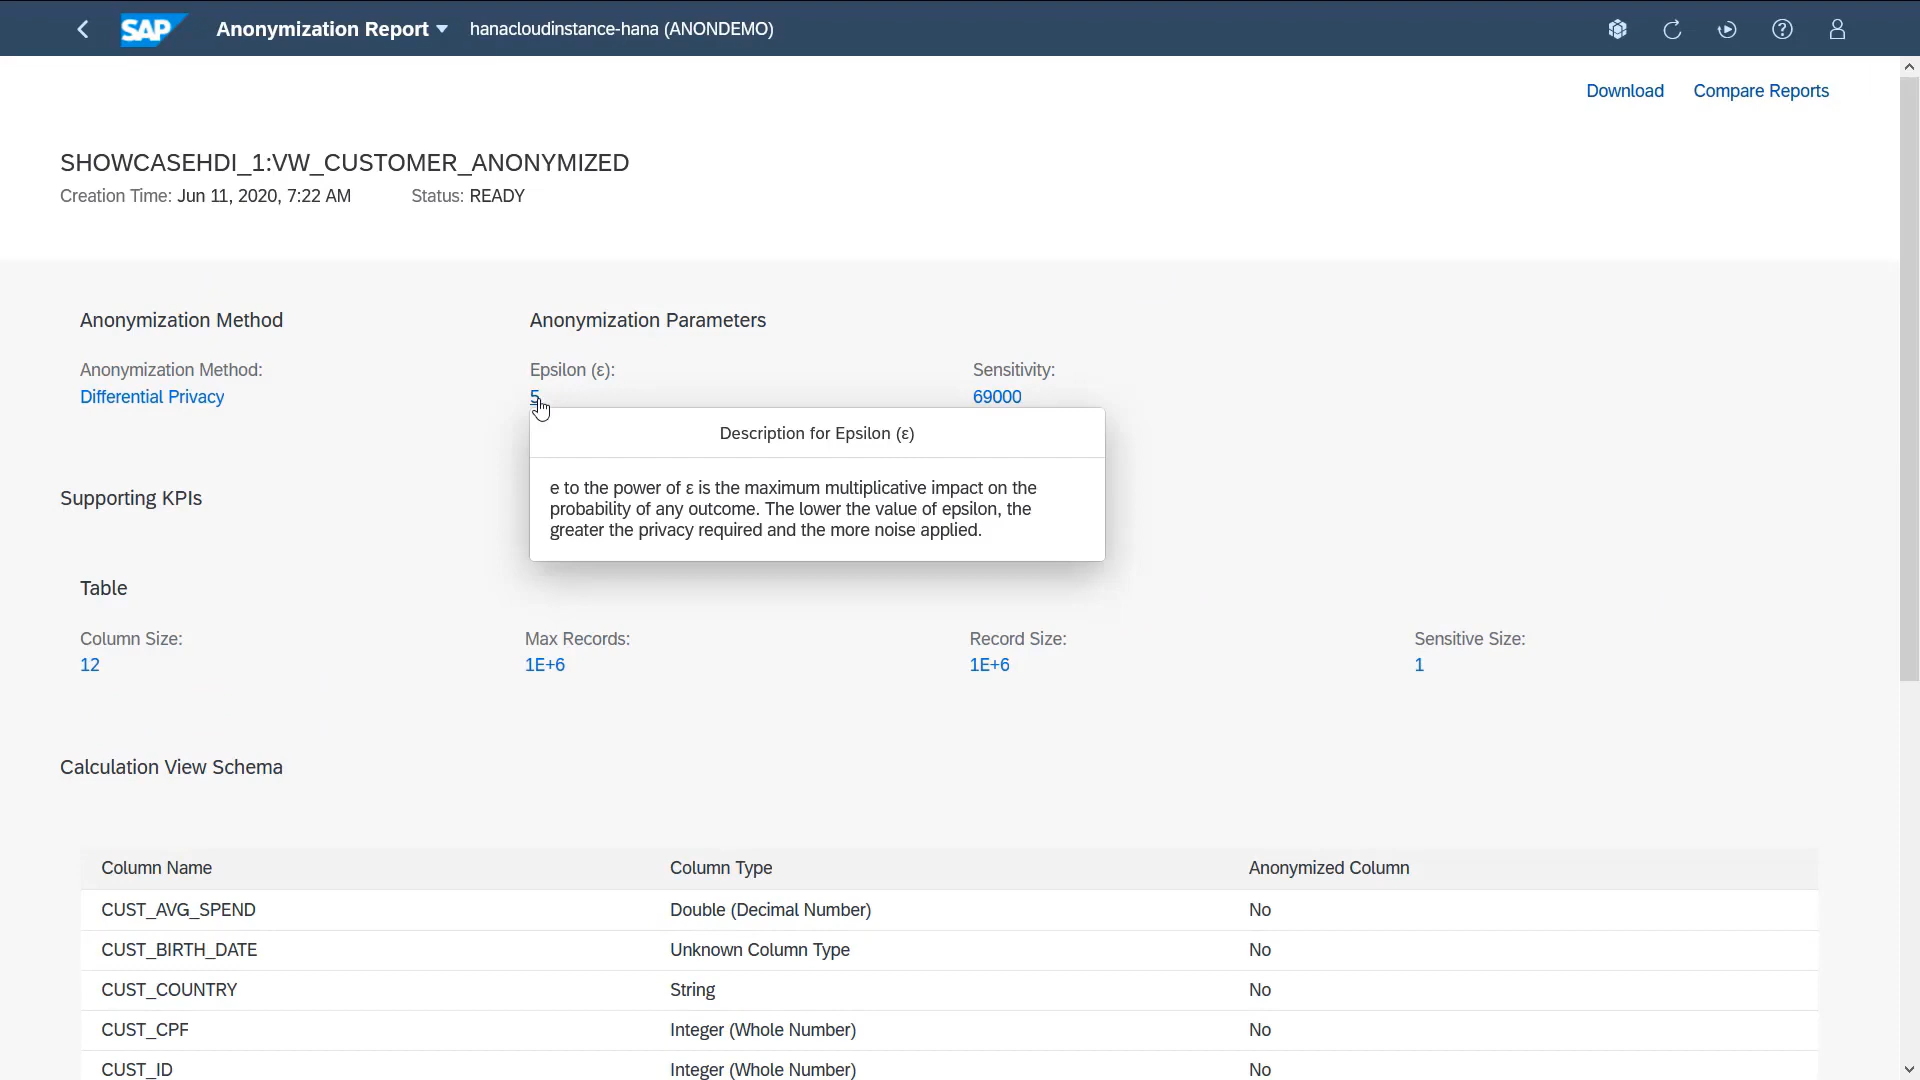 SAP Anonymization Report hanacloudinstance-hana (ANONDEMO)
Download Compare Reports
SHOWCASEHDI_1:VW_CUSTOMER_ANONYMIZED
Creation Time: Jun 11, 2020, 7:22 AM Status: READY
Anonymization Method Anonymization Parameters
Anonymization Method: Epsilon (ε): Sensitivity:
Differential Privacy 5 69000
Description for Epsilon (ε)
e to the power of ε is the maximum multiplicative impact on the
probability of any outcome. The lower the value of epsilon, the
greater the privacy required and the more noise applied.
Supporting KPIs
Table
Column Size: Max Records: Record Size: Sensitive Size:
12 1E+6 1E+6 1
Calculation View Schema
Column Name Column Type Anonymized Column
CUST_AVG_SPEND Double (Decimal Number) No
CUST_BIRTH_DATE Unknown Column Type No
CUST_COUNTRY String No
CUST_CPF Integer (Whole Number) No
CUST_ID Integer (Whole Number) No